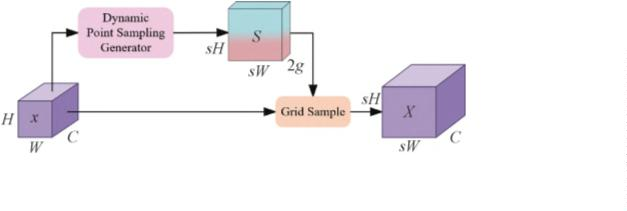 Dynamic
Point Sampling
Generator
S
sH
sW
2g
H
x
W
C
Grid Sample
sH
X
sW
C